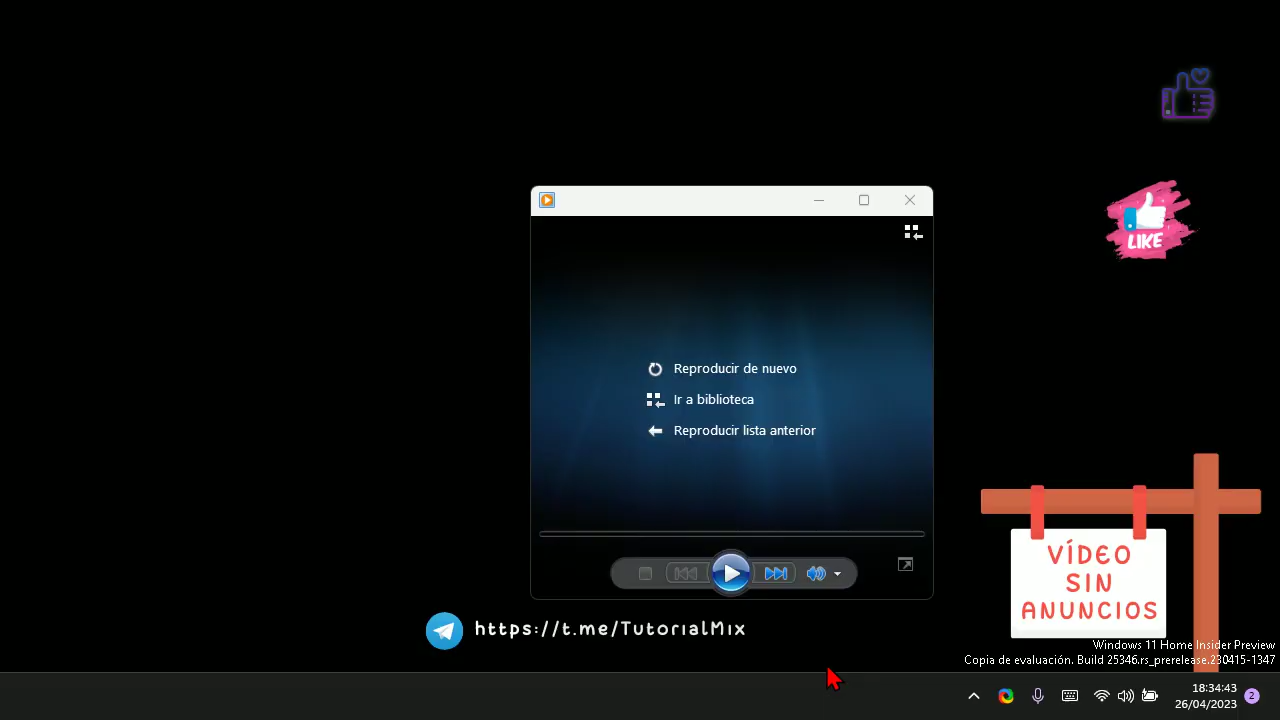 LIKE
Reproducir de nuevo
Ir a biblioteca
Reproducir lista anterior
VÍDEO
SIN
ANUNCIOS
https://t.me/TutorialMix
Windows 11 Home Insider Preview
Copia de evaluación. Build 25346.rs_prerelease.230415-1347
18:34:43
26/04/2023
2